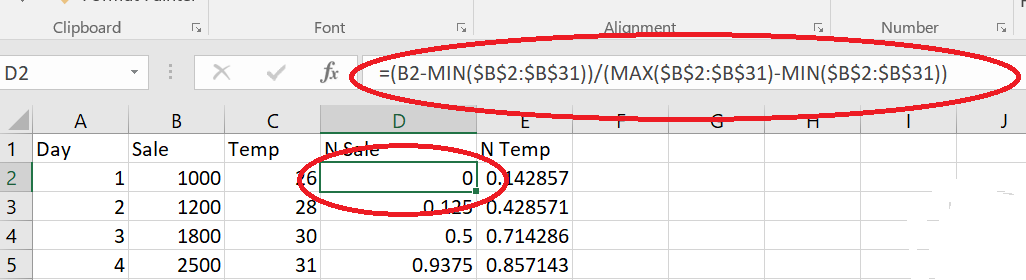 Format Painter
Clipboard Font Alignment Number
D2 fx =(B2-MIN($B$2:$B$31))/(MAX($B$2:$B$31)-MIN($B$2:$B$31))
A B C D E F G H I J
1 Day Sale Temp N Sale N Temp
2 1 1000 26 0 0.142857
3 2 1200 28 0.125 0.428571
4 3 1800 30 0.5 0.714286
5 4 2500 31 0.9375 0.857143